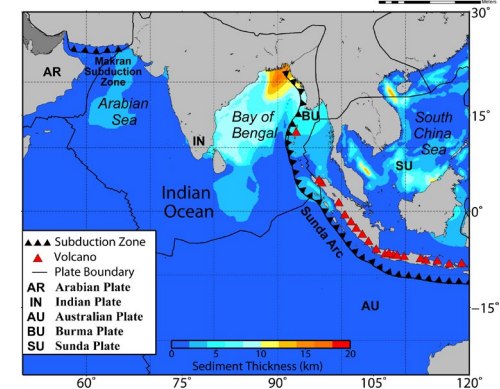 Meters
30°
AR
Makran
Subduction
Zone
Arabian
Sea
Bay of
Bengal
BU
15°
South
China
Sea
IN
SU
Indian
Ocean
0°
Sunda Arc
Subduction Zone
Volcano
Plate Boundary
AR Arabian Plate
IN Indian Plate
AU Australian Plate
BU Burma Plate
SU Sunda Plate
AU
-15°
0 5 10 15 20
Sediment Thickness (km)
60° 75° 90° 105° 120°